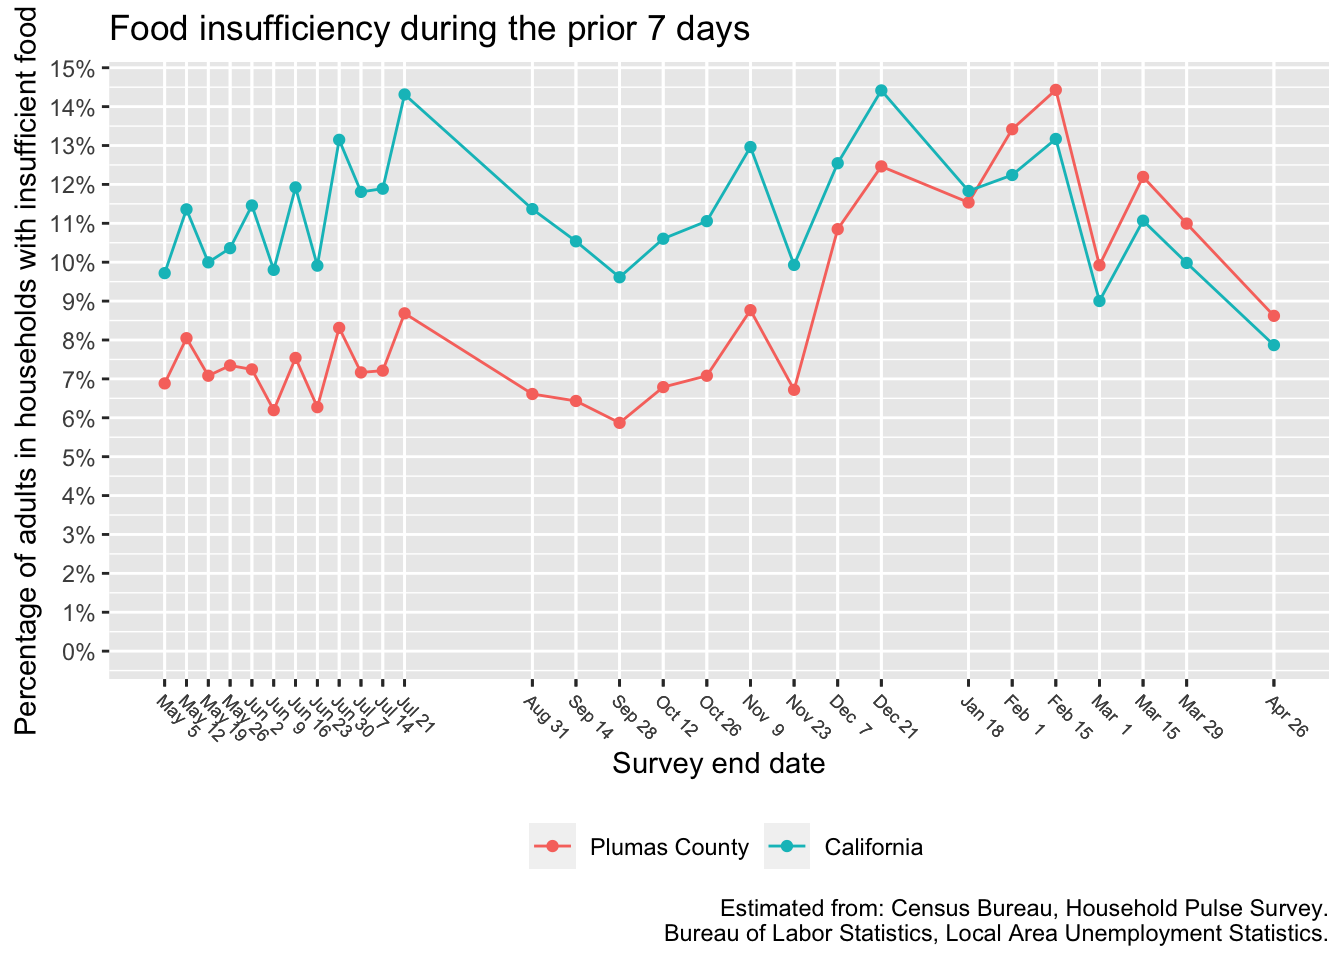 Food insufficiency during the prior 7 days
Percentage of adults in households with insufficient food
15%
14%
13%
12%
11%
10%
9%
8%
7%
6%
5%
4%
3%
2%
1%
0%
May 5
May 12
May 19
May 26
Jun 2
Jun 9
Jun 16
Jun 23
Jun 30
Jul 7
Jul 14
Jul 21
Aug 31
Sep 14
Sep 28
Oct 12
Oct 26
Nov 9
Nov 23
Dec 7
Dec 21
Jan 18
Feb 1
Feb 15
Mar 1
Mar 15
Mar 29
Apr 26
Survey end date
Plumas County
California
Estimated from: Census Bureau, Household Pulse Survey.
Bureau of Labor Statistics, Local Area Unemployment Statistics.